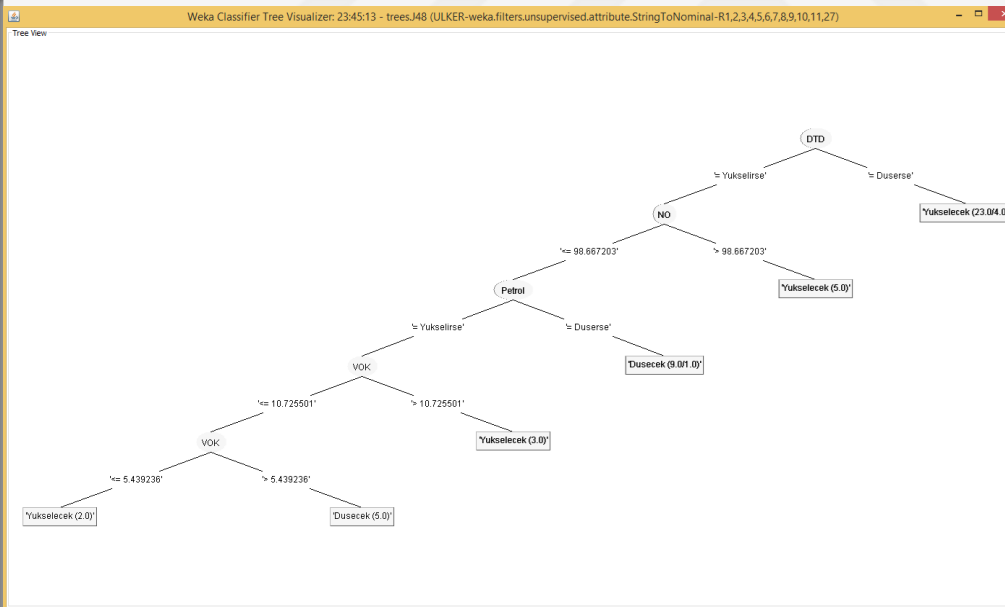 Weka Classifier Tree Visualizer: 23:45:13 - trees.J48 (ULKER-weka.filters.unsupervised.attribute.StringToNominal-R1,2,3,4,5,6,7,8,9,10,11,27)
Tree View
DTD
'= Yukselirse' '= Duserse'
NO 'Yukselecek (23.0/4.0
'<= 98.667203' '> 98.667203'
Petrol 'Yukselecek (5.0)'
'= Yukselirse' '= Duserse'
VOK 'Dusecek (9.0/1.0)'
'<= 10.725501' '> 10.725501'
VOK 'Yukselecek (3.0)'
'<= 5.439236' '> 5.439236'
'Yukselecek (2.0)' 'Dusecek (5.0)'